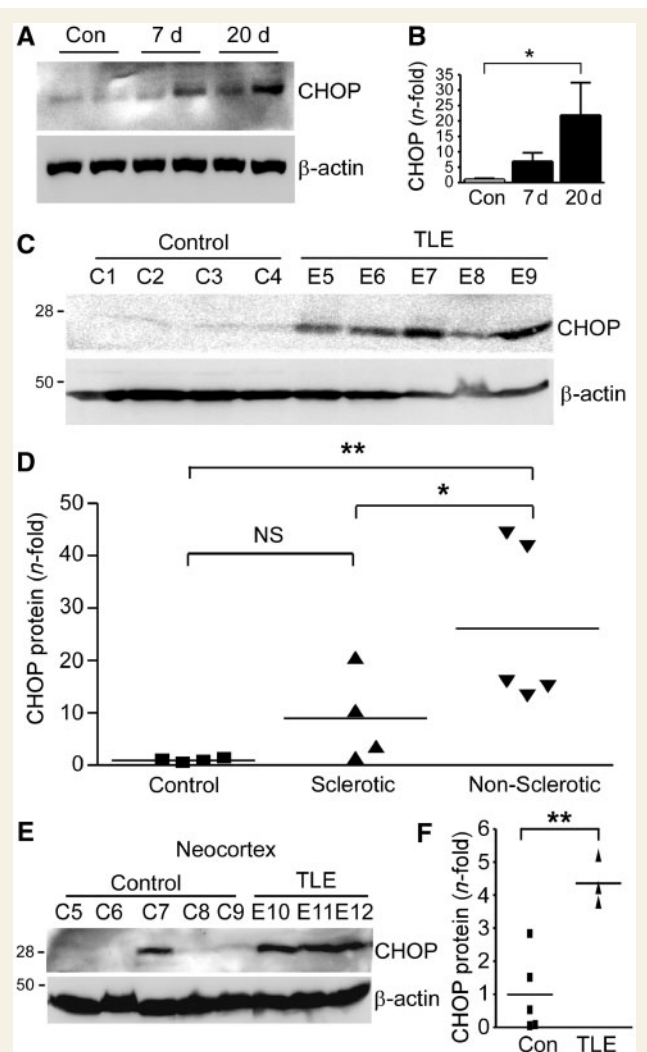 A
Con 7 d 20 d
CHOP
β-actin
B
*
CHOP (n-fold)
35
30
25
20
15
10
5
0
Con 7 d 20 d
C
Control TLE
C1 C2 C3 C4 E5 E6 E7 E8 E9
28 -
CHOP
50 -
β-actin
D
**
*
NS
CHOP protein (n-fold)
50
40
30
20
10
0
Control Sclerotic Non-Sclerotic
E
Neocortex
Control TLE
C5 C6 C7 C8 C9 E10 E11 E12
28 -
CHOP
50 -
β-actin
F
**
CHOP protein (n-fold)
6
5
4
3
2
1
0
Con TLE